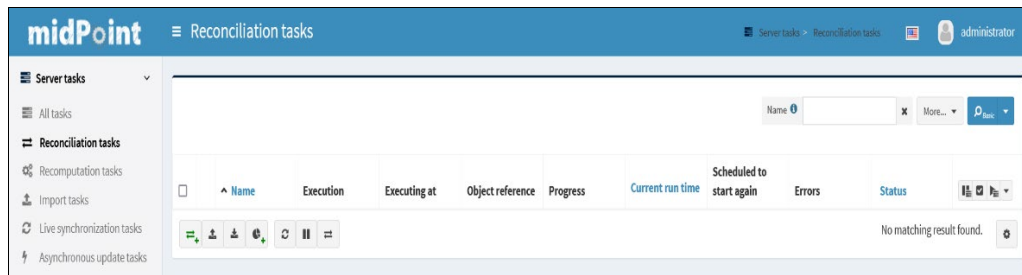 midPoint
Reconciliation tasks
Server tasks > Reconciliation tasks
administrator
Server tasks
All tasks
Reconciliation tasks
Recomputation tasks
Import tasks
Live synchronization tasks
Asynchronous update tasks
Name
More...
Basic
Name Execution Executing at Object reference Progress Current run time Scheduled to start again Errors Status
No matching result found.